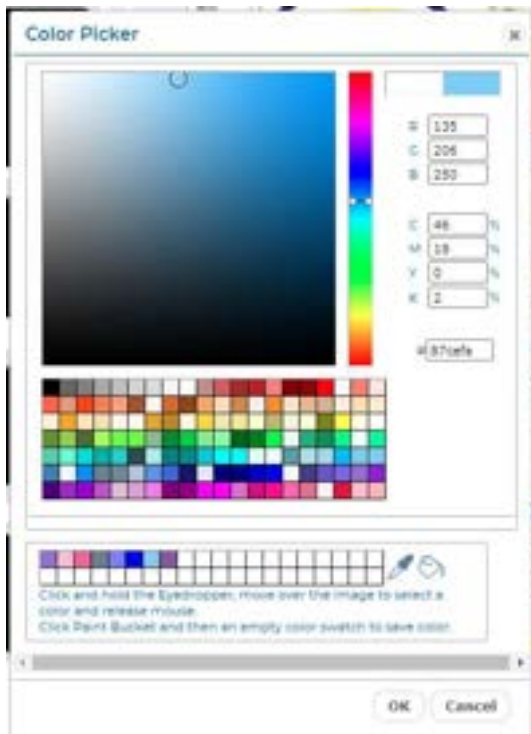 Color Picker
135
C 206
B 250
C 46 %
M 18 %
Y 0 %
K 2 %
# 87cefa
Click and hold the Eyedropper, move over the image to select a
color and release mouse.
Click Paint Bucket and then an empty color swatch to save color.
OK Cancel